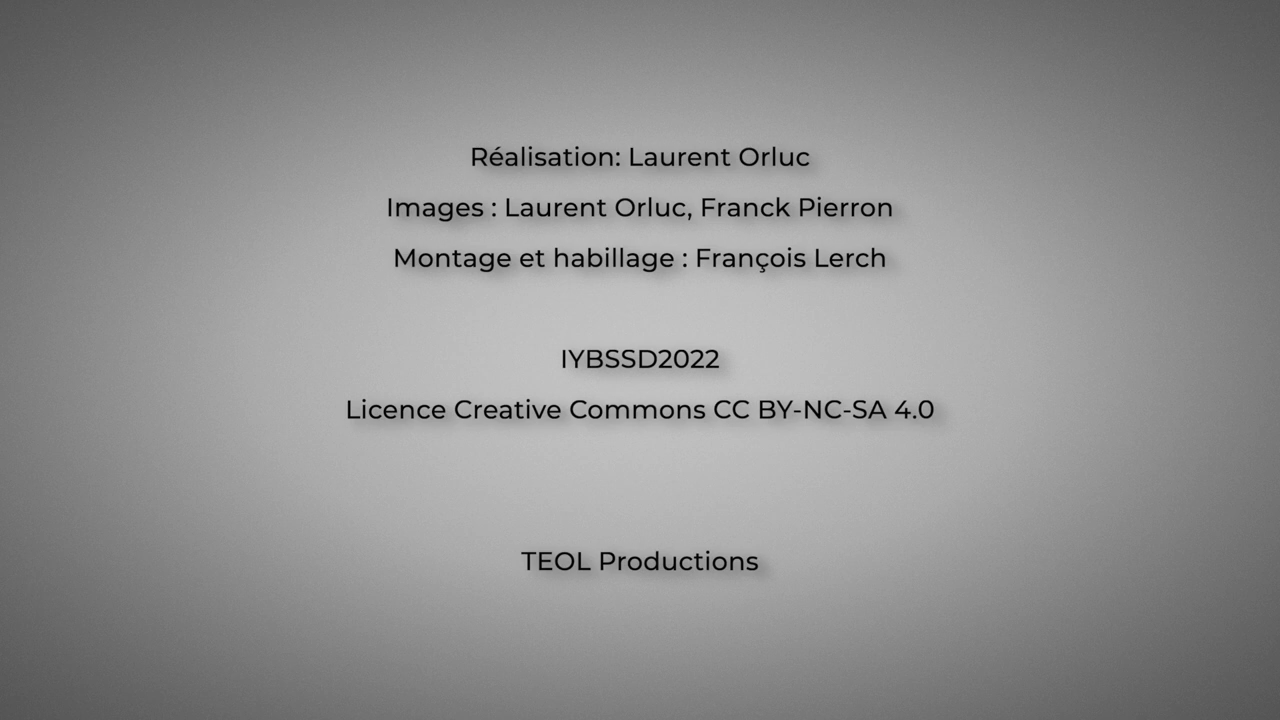 Réalisation: Laurent Orluc
Images : Laurent Orluc, Franck Pierron
Montage et habillage : François Lerch
IYBSSD2022
Licence Creative Commons CC BY-NC-SA 4.0
TEOL Productions